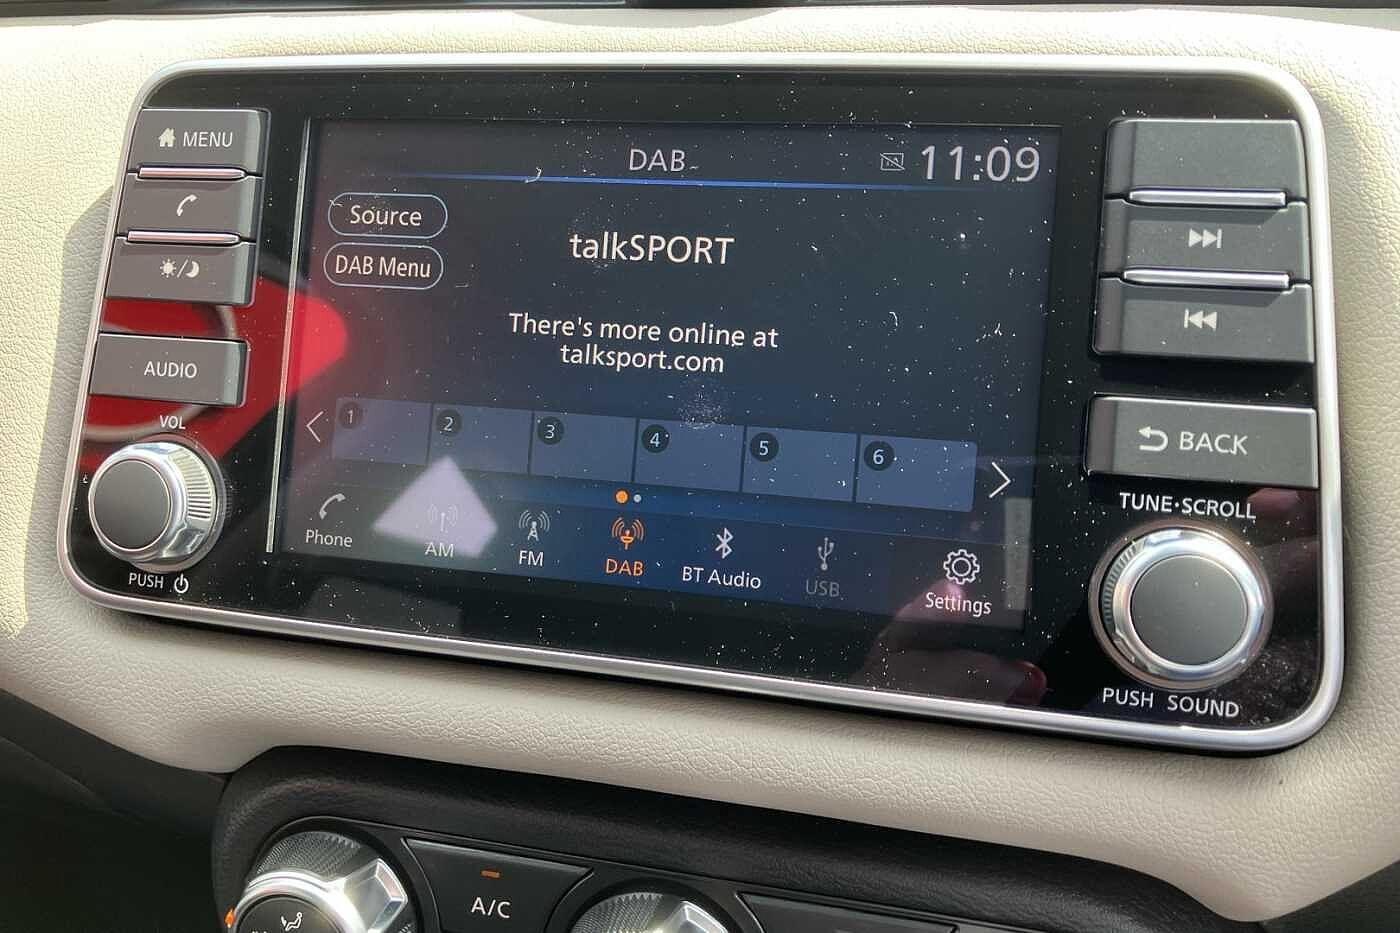 MENU
AUDIO
VOL
PUSH
DAB
TA
11:09
Source
DAB Menu
talkSPORT
There's more online at
talksport.com
1 2 3 4 5 6
Phone AM FM DAB BT Audio USB Settings
BACK
TUNE·SCROLL
PUSH SOUND
A/C